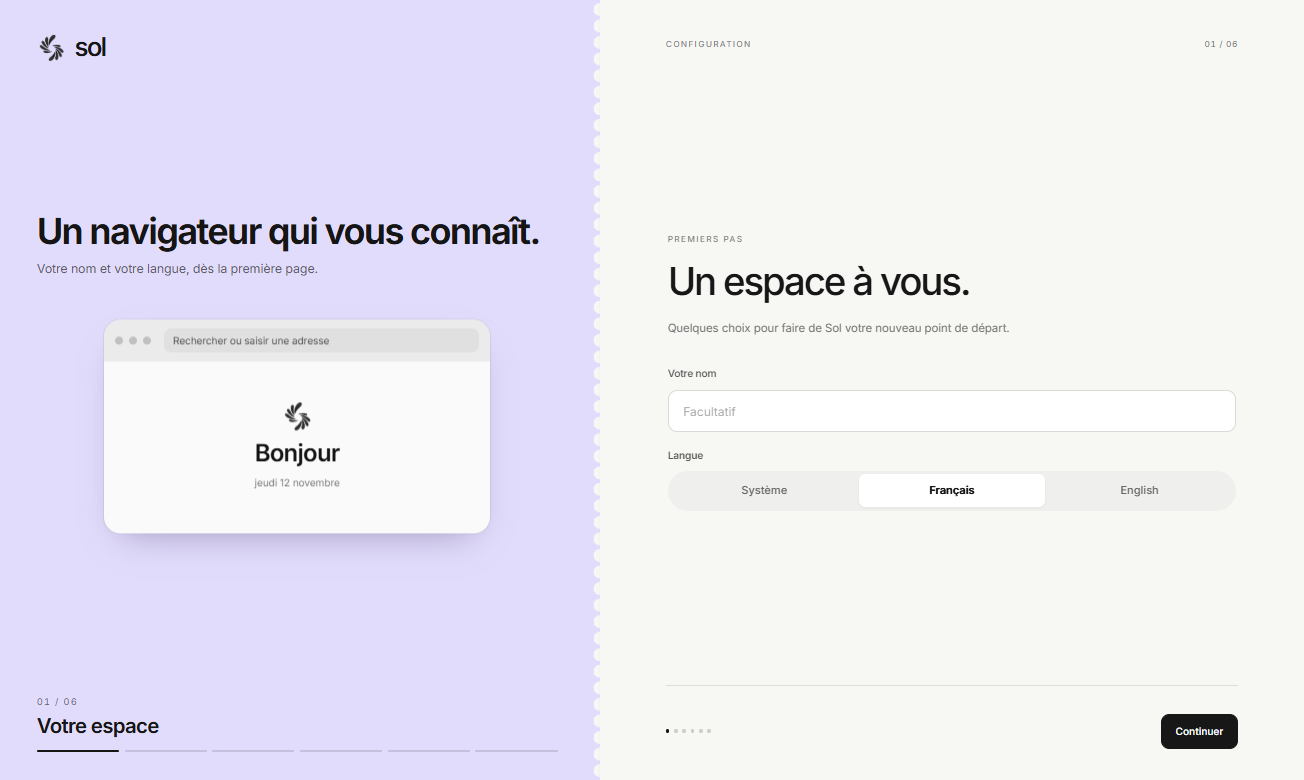 sol
Un navigateur qui vous connaît.
Votre nom et votre langue, dès la première page.
Rechercher ou saisir une adresse
Bonjour
jeudi 12 novembre
01 / 06
Votre espace
CONFIGURATION
01 / 06
PREMIERS PAS
Un espace à vous.
Quelques choix pour faire de Sol votre nouveau point de départ.
Votre nom
Facultatif
Langue
Système
Français
English
Continuer